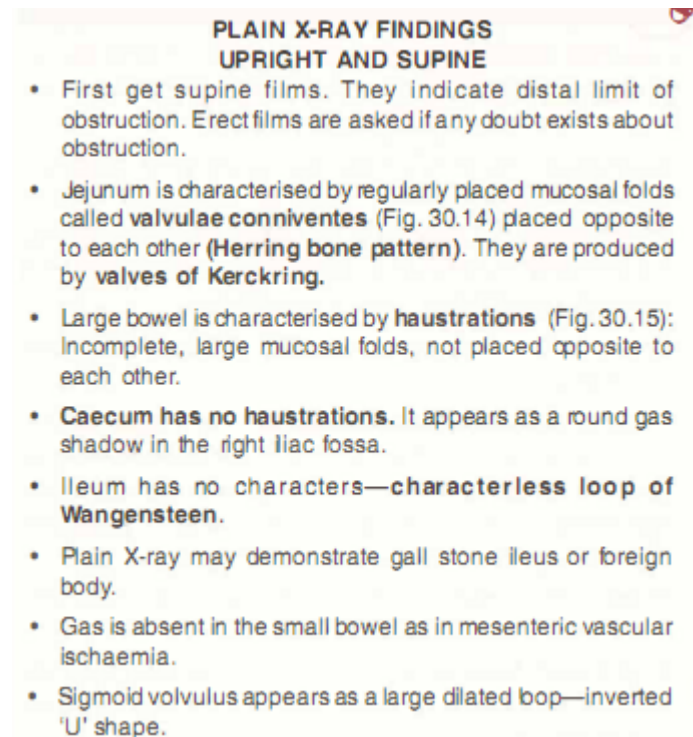 PLAIN X-RAY FINDINGS
UPRIGHT AND SUPINE
• First get supine films. They indicate distal limit of
obstruction. Erect films are asked if any doubt exists about
obstruction.
• Jejunum is characterised by regularly placed mucosal folds
called valvulae conniventes (Fig. 30.14) placed opposite
to each other (Herring bone pattern). They are produced
by valves of Kerckring.
• Large bowel is characterised by haustrations (Fig. 30.15):
Incomplete, large mucosal folds, not placed opposite to
each other.
• Caecum has no haustrations. It appears as a round gas
shadow in the right iliac fossa.
• Ileum has no characters—characterless loop of
Wangensteen.
• Plain X-ray may demonstrate gall stone ileus or foreign
body.
• Gas is absent in the small bowel as in mesenteric vascular
ischaemia.
• Sigmoid volvulus appears as a large dilated loop—inverted
'U' shape.